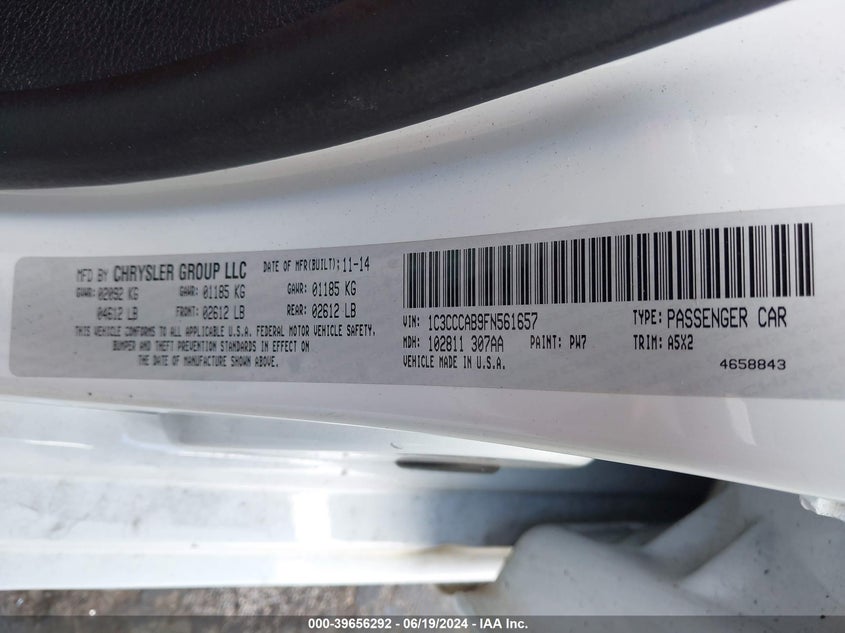 MFD BY CHRYSLER GROUP LLC DATE OF MFR(BUILT): 11-14
GVWR: 02092 KG GAWR: 01185 KG GAWR: 01185 KG
04612 LB FRONT: 02612 LB REAR: 02612 LB
THIS VEHICLE CONFORMS TO ALL APPLICABLE U.S.A. FEDERAL MOTOR VEHICLE SAFETY,
BUMPER AND THEFT PREVENTION STANDARDS IN EFFECT ON
THE DATE OF MANUFACTURE SHOWN ABOVE.
VIN: 1C3CCCAB9FN561657 TYPE: PASSENGER CAR
MDH: 102811 307AA PAINT: PW7 TRIM: A5X2
VEHICLE MADE IN U.S.A. 4658843
000-39656292 - 06/19/2024 - IAA Inc.